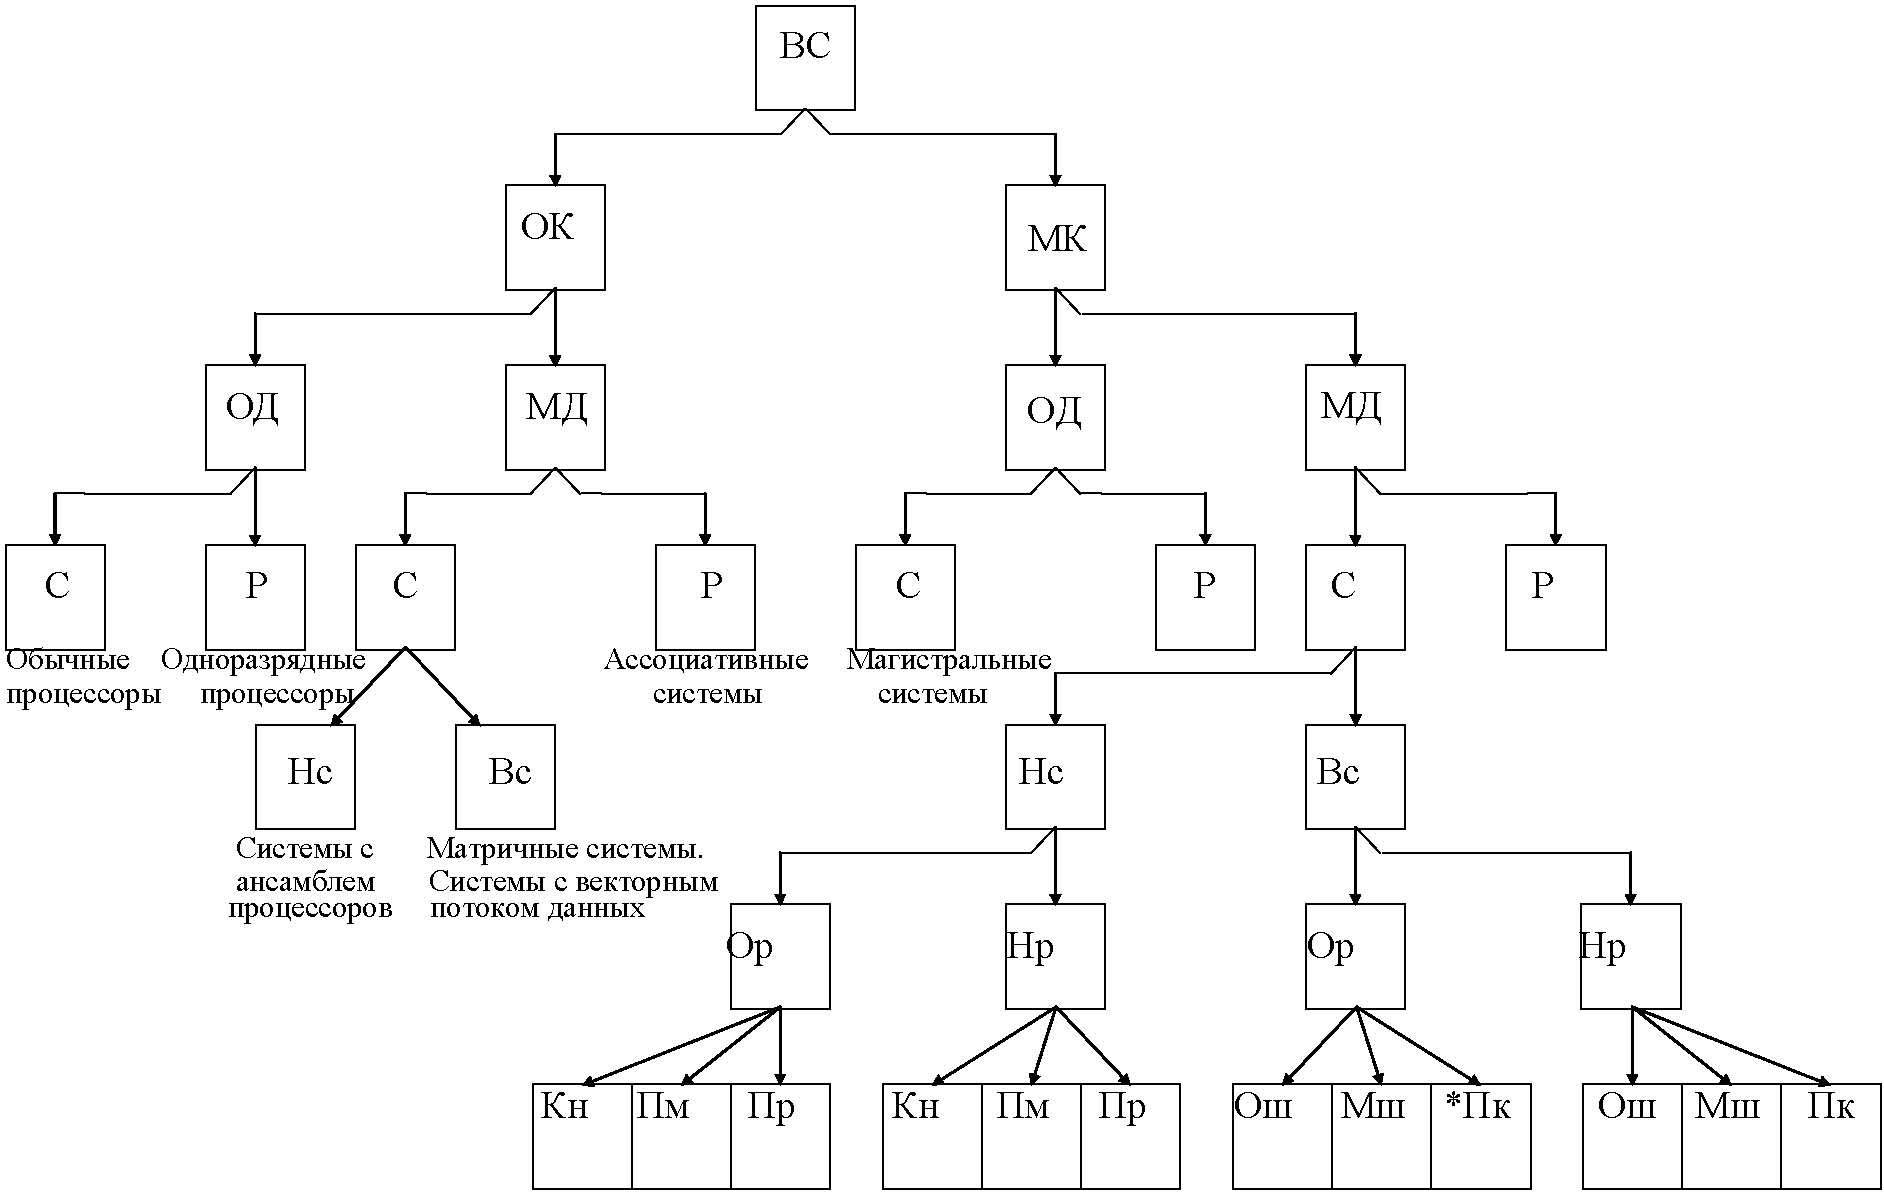 ВС
ОК
МК
ОД
МД
ОД
МД
С
Р
С
Р
С
Р
С
Р
Обычные
процессоры
Одноразрядные
процессоры
Ассоциативные
системы
Магистральные
системы
Нс
Вс
Нс
Вс
Системы с
ансамблем
процессоров
Матричные системы.
Системы с векторным
потоком данных
Ор
Нр
Ор
Нр
Кн
Пм
Пр
Кн
Пм
Пр
Ош
Мш
*Пк
Ош
Мш
Пк